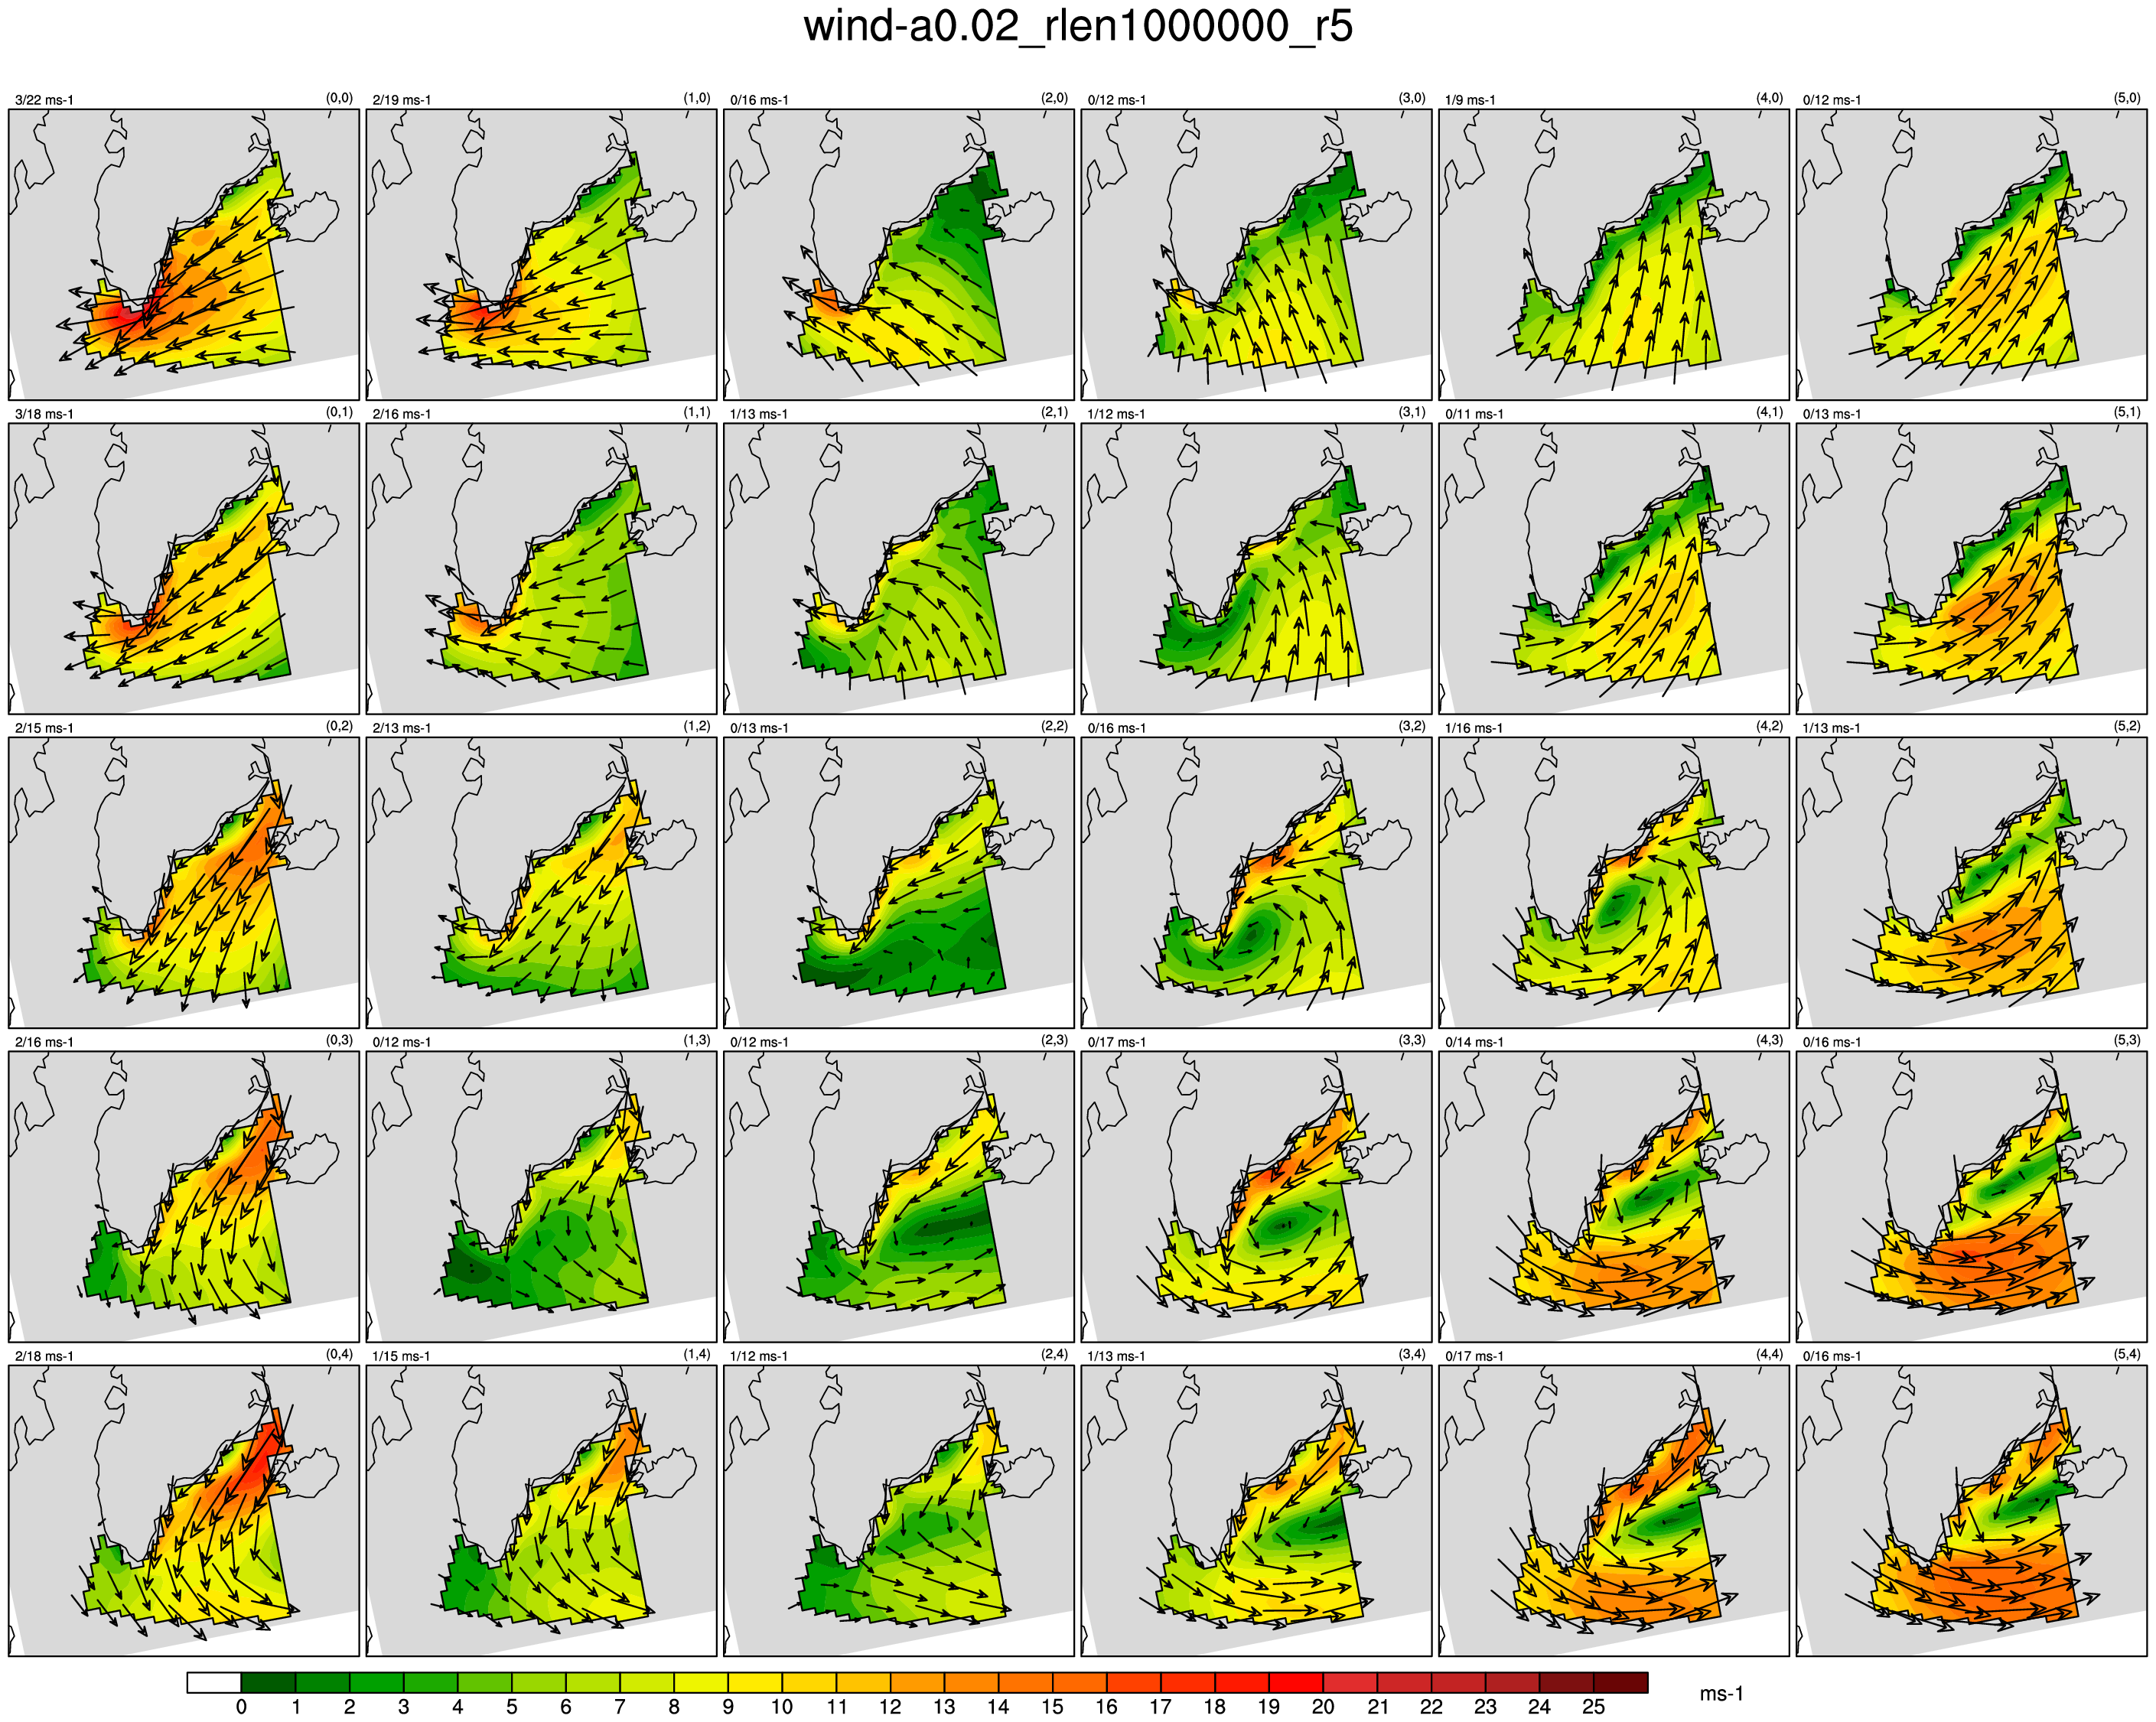 wind-a0.02_rlen1000000_r5
3/22 ms-1 (0,0) 2/19 ms-1 (1,0) 0/16 ms-1 (2,0) 0/12 ms-1 (3,0) 1/9 ms-1 (4,0) 0/12 ms-1 (5,0)
3/18 ms-1 (0,1) 2/16 ms-1 (1,1) 1/13 ms-1 (2,1) 1/12 ms-1 (3,1) 0/11 ms-1 (4,1) 0/13 ms-1 (5,1)
2/15 ms-1 (0,2) 2/13 ms-1 (1,2) 0/13 ms-1 (2,2) 0/16 ms-1 (3,2) 1/16 ms-1 (4,2) 1/13 ms-1 (5,2)
2/16 ms-1 (0,3) 0/12 ms-1 (1,3) 0/12 ms-1 (2,3) 0/17 ms-1 (3,3) 0/14 ms-1 (4,3) 0/16 ms-1 (5,3)
2/18 ms-1 (0,4) 1/15 ms-1 (1,4) 1/12 ms-1 (2,4) 1/13 ms-1 (3,4) 0/17 ms-1 (4,4) 0/16 ms-1 (5,4)
0 1 2 3 4 5 6 7 8 9 10 11 12 13 14 15 16 17 18 19 20 21 22 23 24 25 ms-1